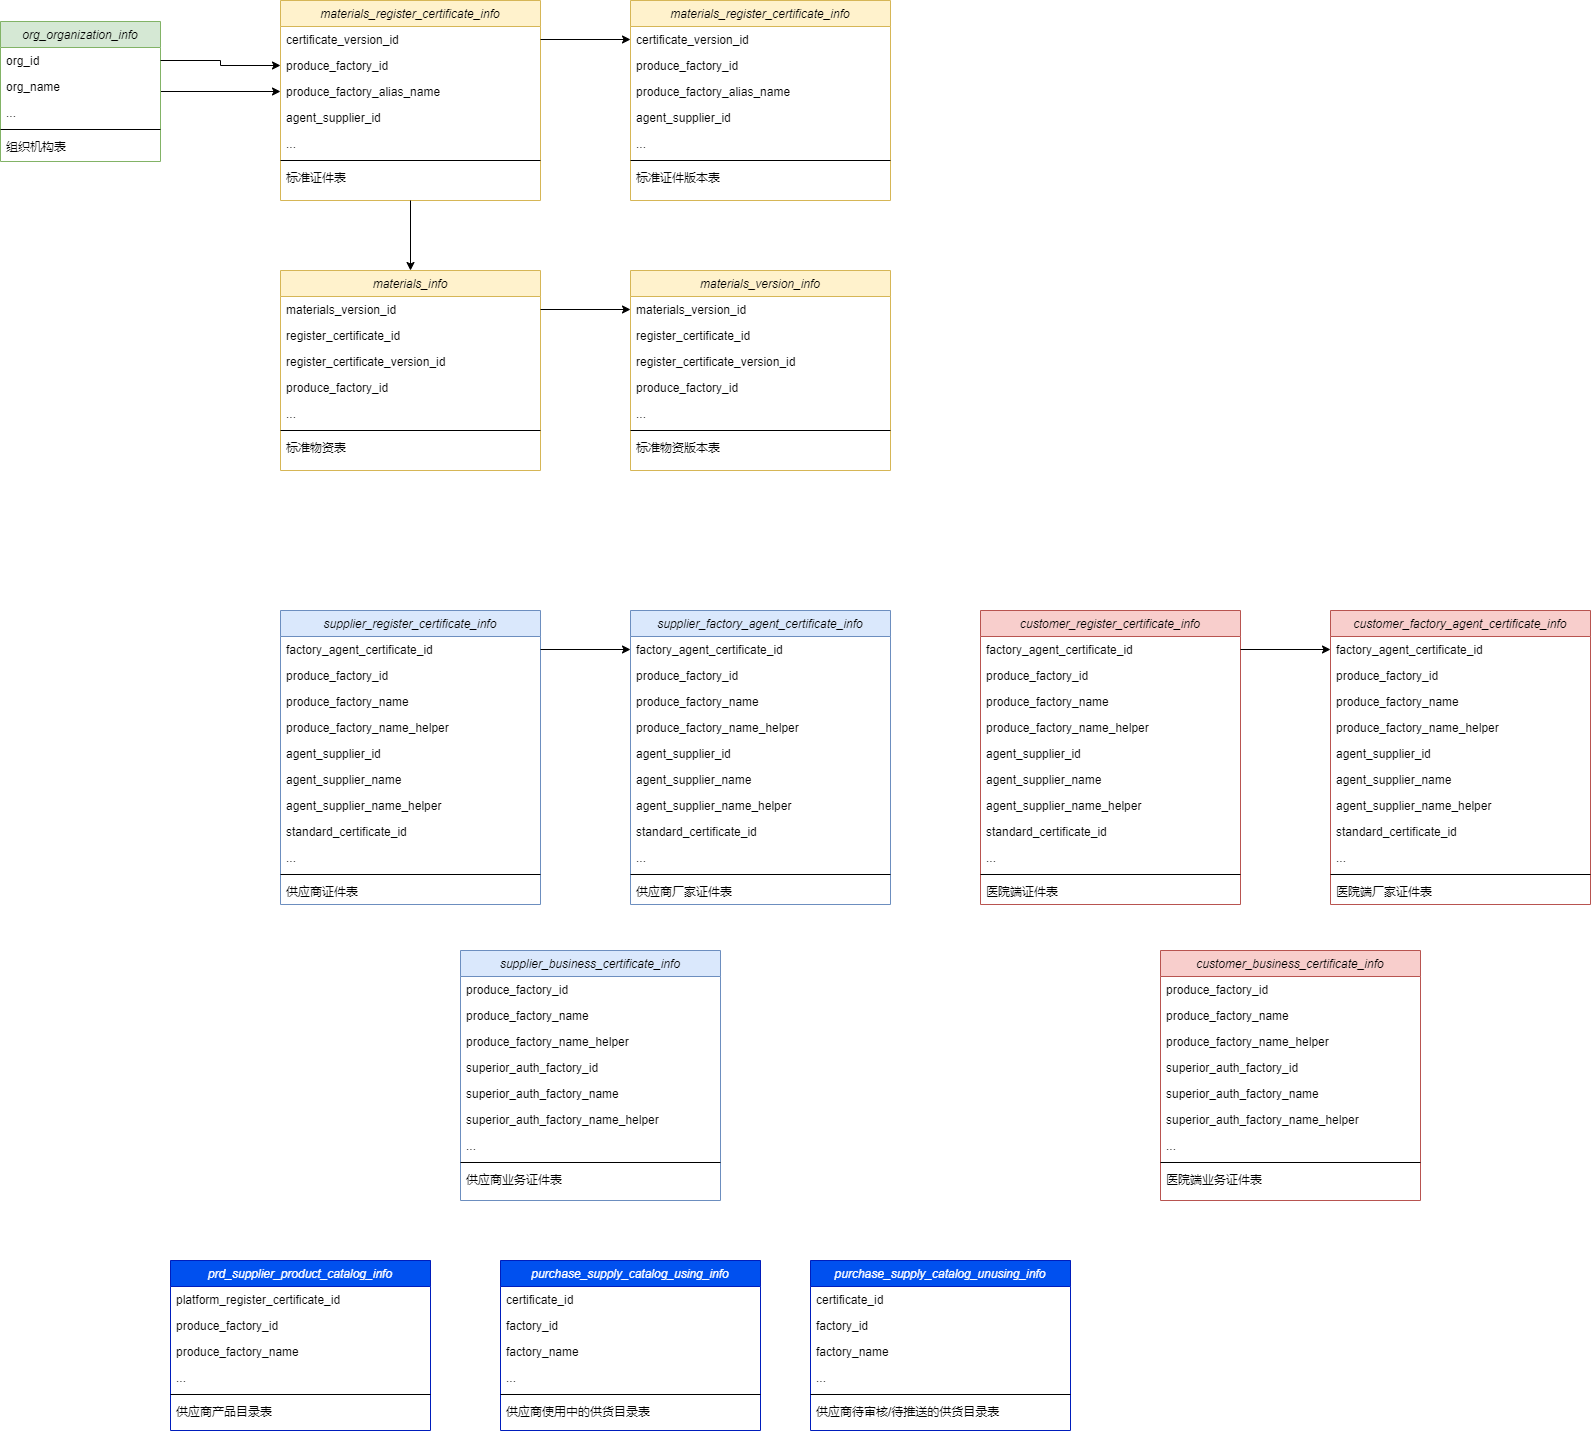 org_organization_info
org_id
org_name
...
组织机构表
materials_register_certificate_info
certificate_version_id
produce_factory_id
produce_factory_alias_name
agent_supplier_id
...
标准证件表
materials_register_certificate_info
certificate_version_id
produce_factory_id
produce_factory_alias_name
agent_supplier_id
...
标准证件版本表
materials_info
materials_version_id
register_certificate_id
register_certificate_version_id
produce_factory_id
...
标准物资表
materials_version_info
materials_version_id
register_certificate_id
register_certificate_version_id
produce_factory_id
...
标准物资版本表
supplier_register_certificate_info
factory_agent_certificate_id
produce_factory_id
produce_factory_name
produce_factory_name_helper
agent_supplier_id
agent_supplier_name
agent_supplier_name_helper
standard_certificate_id
...
供应商证件表
supplier_factory_agent_certificate_info
factory_agent_certificate_id
produce_factory_id
produce_factory_name
produce_factory_name_helper
agent_supplier_id
agent_supplier_name
agent_supplier_name_helper
standard_certificate_id
...
供应商厂家证件表
customer_register_certificate_info
factory_agent_certificate_id
produce_factory_id
produce_factory_name
produce_factory_name_helper
agent_supplier_id
agent_supplier_name
agent_supplier_name_helper
standard_certificate_id
...
医院端证件表
customer_factory_agent_certificate_info
factory_agent_certificate_id
produce_factory_id
produce_factory_name
produce_factory_name_helper
agent_supplier_id
agent_supplier_name
agent_supplier_name_helper
standard_certificate_id
...
医院端厂家证件表
supplier_business_certificate_info
produce_factory_id
produce_factory_name
produce_factory_name_helper
superior_auth_factory_id
superior_auth_factory_name
superior_auth_factory_name_helper
...
供应商业务证件表
customer_business_certificate_info
produce_factory_id
produce_factory_name
produce_factory_name_helper
superior_auth_factory_id
superior_auth_factory_name
superior_auth_factory_name_helper
...
医院端业务证件表
prd_supplier_product_catalog_info
platform_register_certificate_id
produce_factory_id
produce_factory_name
...
供应商产品目录表
purchase_supply_catalog_using_info
certificate_id
factory_id
factory_name
...
供应商使用中的供货目录表
purchase_supply_catalog_unusing_info
certificate_id
factory_id
factory_name
...
供应商待审核/待推送的供货目录表